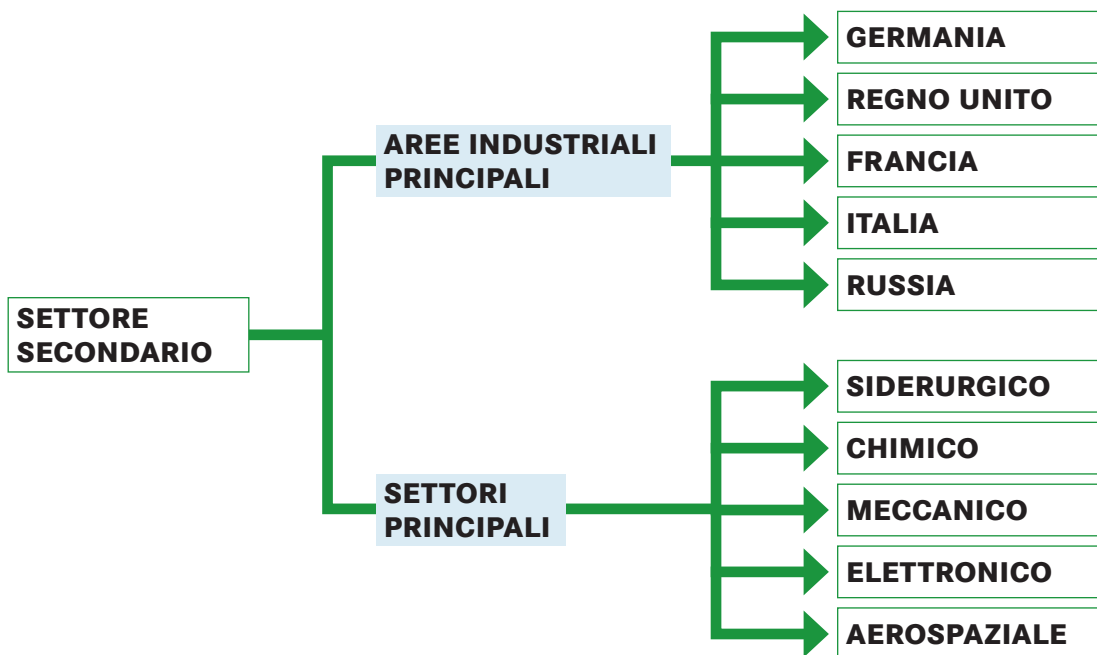 SETTORE
SECONDARIO
AREE INDUSTRIALI
PRINCIPALI
GERMANIA
REGNO UNITO
FRANCIA
ITALIA
RUSSIA
SETTORI
PRINCIPALI
SIDERURGICO
CHIMICO
MECCANICO
ELETTRONICO
AEROSPAZIALE